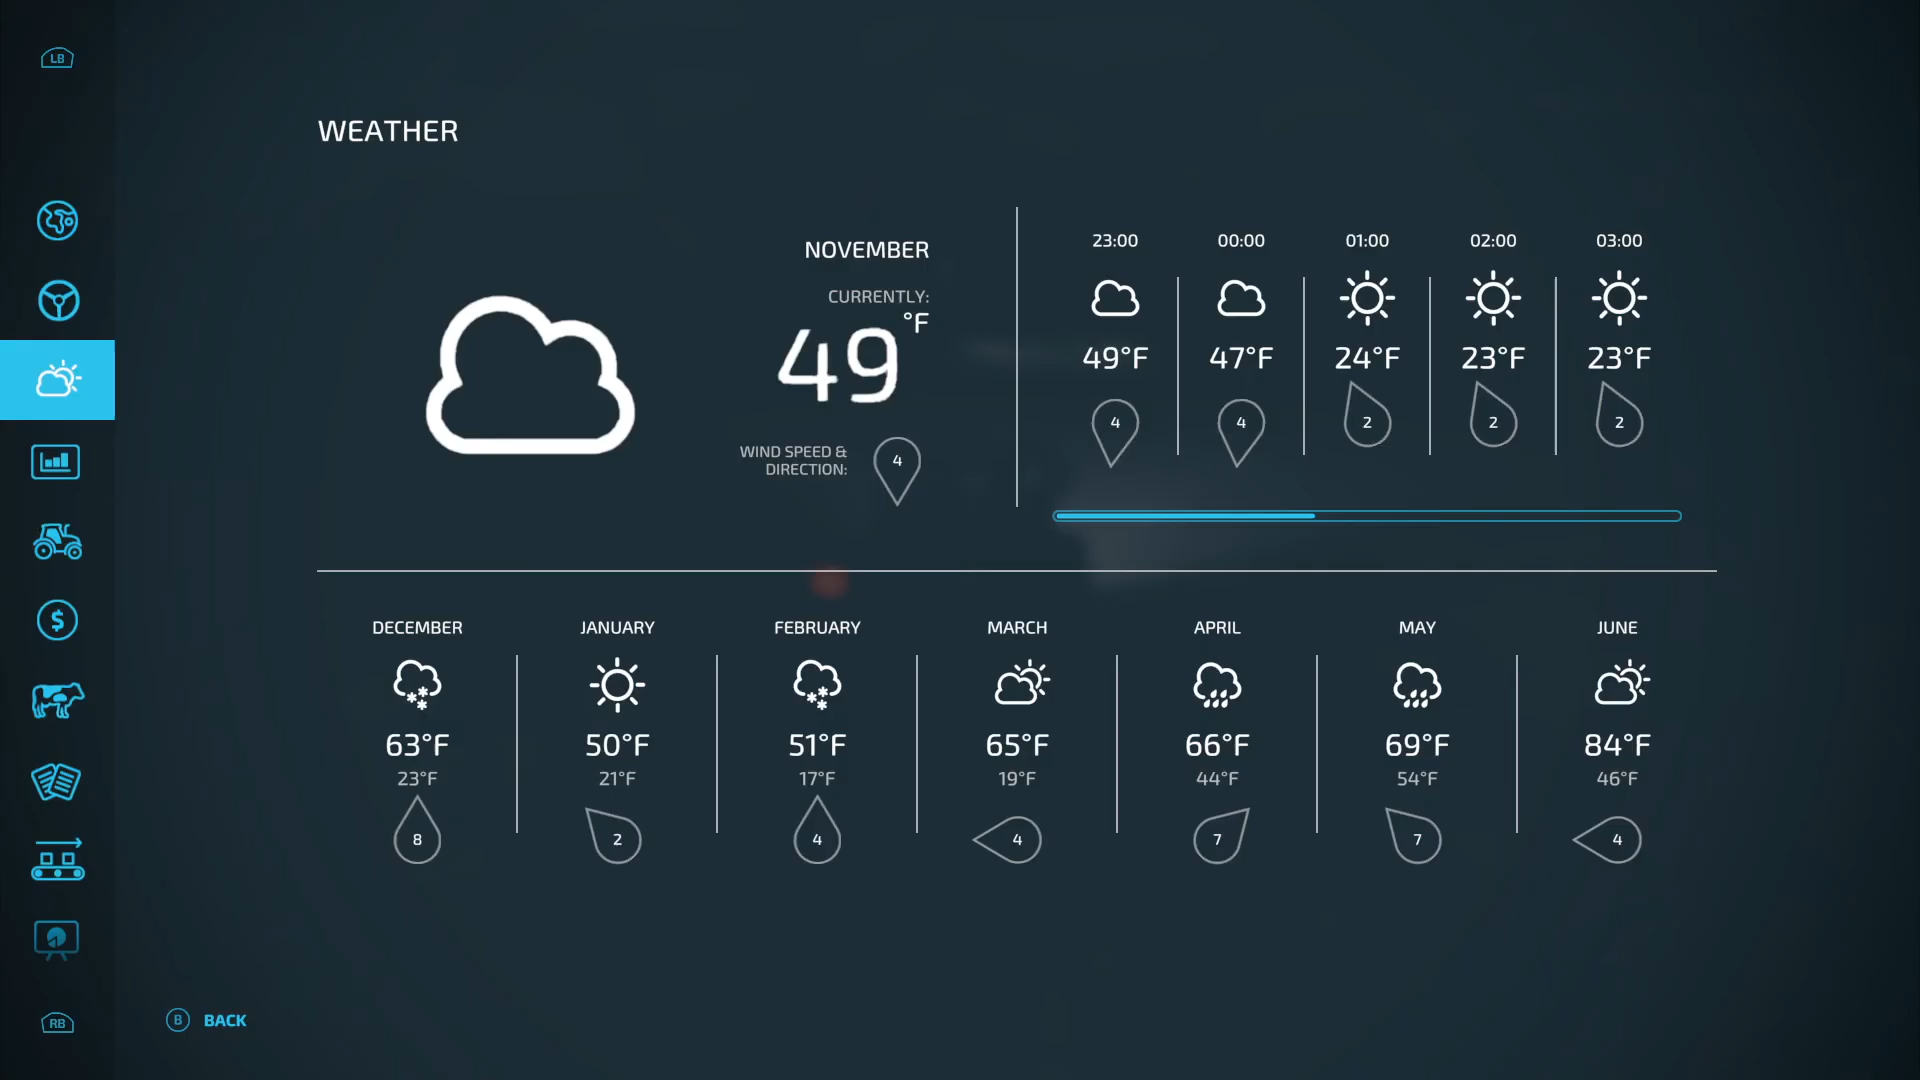 LB
WEATHER
NOVEMBER
CURRENTLY:
49 °F
WIND SPEED &
DIRECTION:
4
23:00 00:00 01:00 02:00 03:00
49°F 47°F 24°F 23°F 23°F
4 4 2 2 2
DECEMBER JANUARY FEBRUARY MARCH APRIL MAY JUNE
63°F 50°F 51°F 65°F 66°F 69°F 84°F
23°F 21°F 17°F 19°F 44°F 54°F 46°F
8 2 4 4 7 7 4
$
RB
B BACK